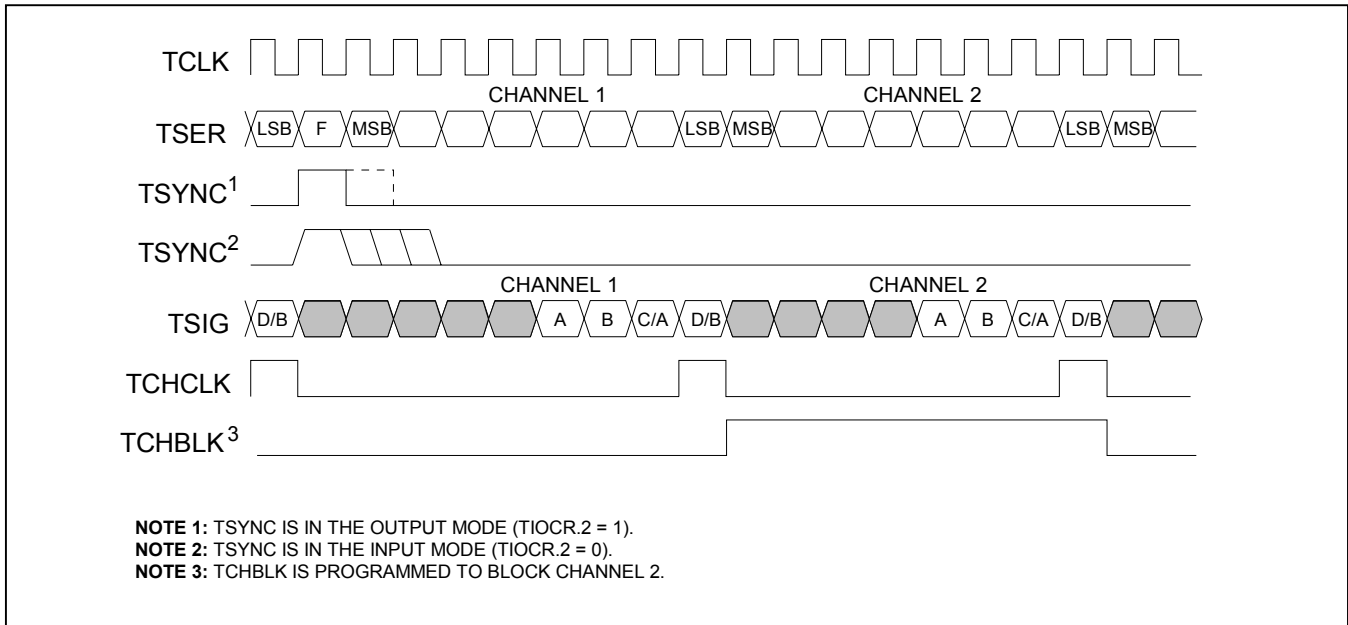 TCLK
CHANNEL 1 CHANNEL 2
TSER LSB F MSB LSB MSB LSB MSB
TSYNC1
TSYNC2
CHANNEL 1 CHANNEL 2
TSIG D/B A B C/A D/B A B C/A D/B
TCHCLK
TCHBLK3
NOTE 1: TSYNC IS IN THE OUTPUT MODE (TIOCR.2 = 1).
NOTE 2: TSYNC IS IN THE INPUT MODE (TIOCR.2 = 0).
NOTE 3: TCHBLK IS PROGRAMMED TO BLOCK CHANNEL 2.